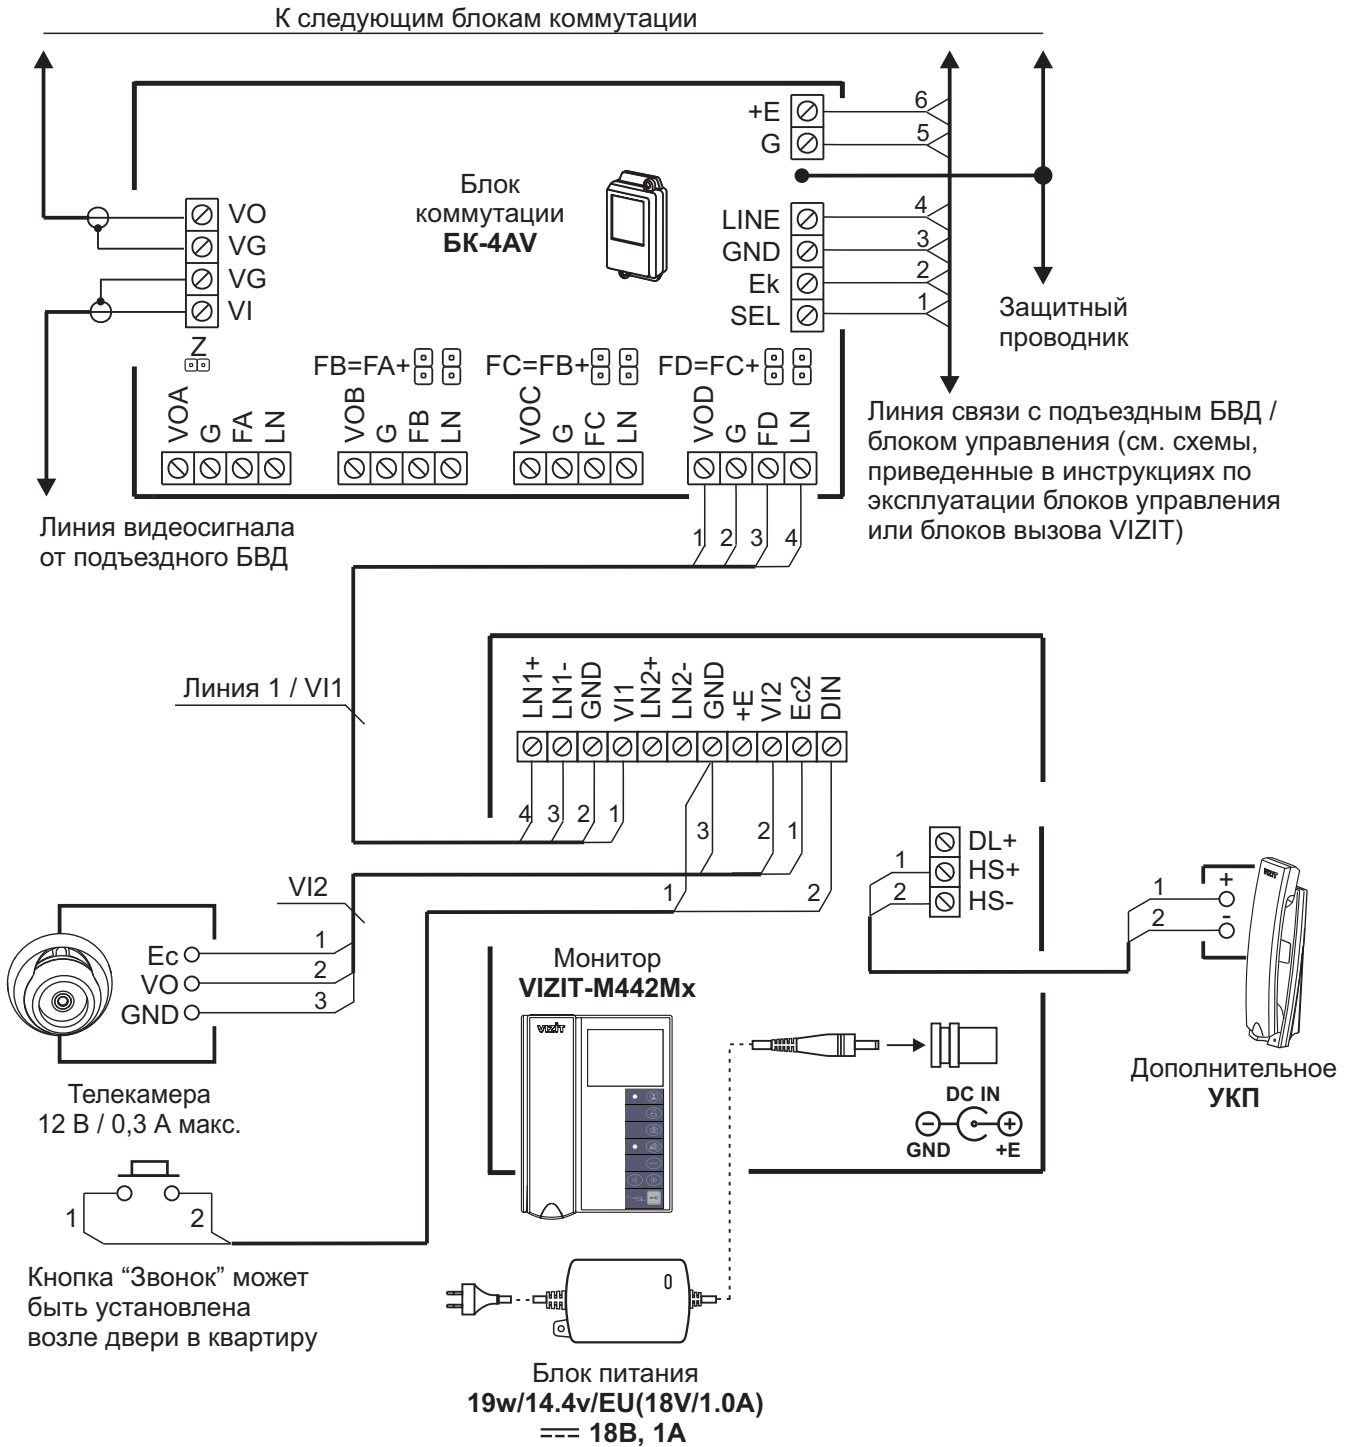 К следующим блокам коммутации
+E
G
6
5
Блок
коммутации
БК-4AV
VO
VG
VG
VI
Z
LINE
GND
Ek
SEL
4
3
2
1
Защитный
проводник
FB=FA+
FC=FB+
FD=FC+
VOA
G
FA
LN
VOB
G
FB
LN
VOC
G
FC
LN
VOD
G
FD
LN
Линия связи с подъездным БВД /
блоком управления (см. схемы,
приведенные в инструкциях по
эксплуатации блоков управления
или блоков вызова VIZIT)
Линия видеосигнала
от подъездного БВД
1
2
3
4
Линия 1 / VI1
LN1+
LN1-
GND
VI1
LN2+
LN2-
GND
+E
VI2
Ec2
DIN
4
3
2
1
3
2
1
1
2
VI2
DL+
HS+
HS-
1
2
1
2
+
-
VIZIT
Дополнительное
УКП
Ec
VO
GND
1
2
3
Телекамера
12 В / 0,3 А макс.
Монитор
VIZIT-M442Mx
VIZIT
DC IN
GND
+E
1
2
Кнопка “Звонок” может
быть установлена
возле двери в квартиру
Блок питания
19w/14.4v/EU(18V/1.0A)
18В, 1А